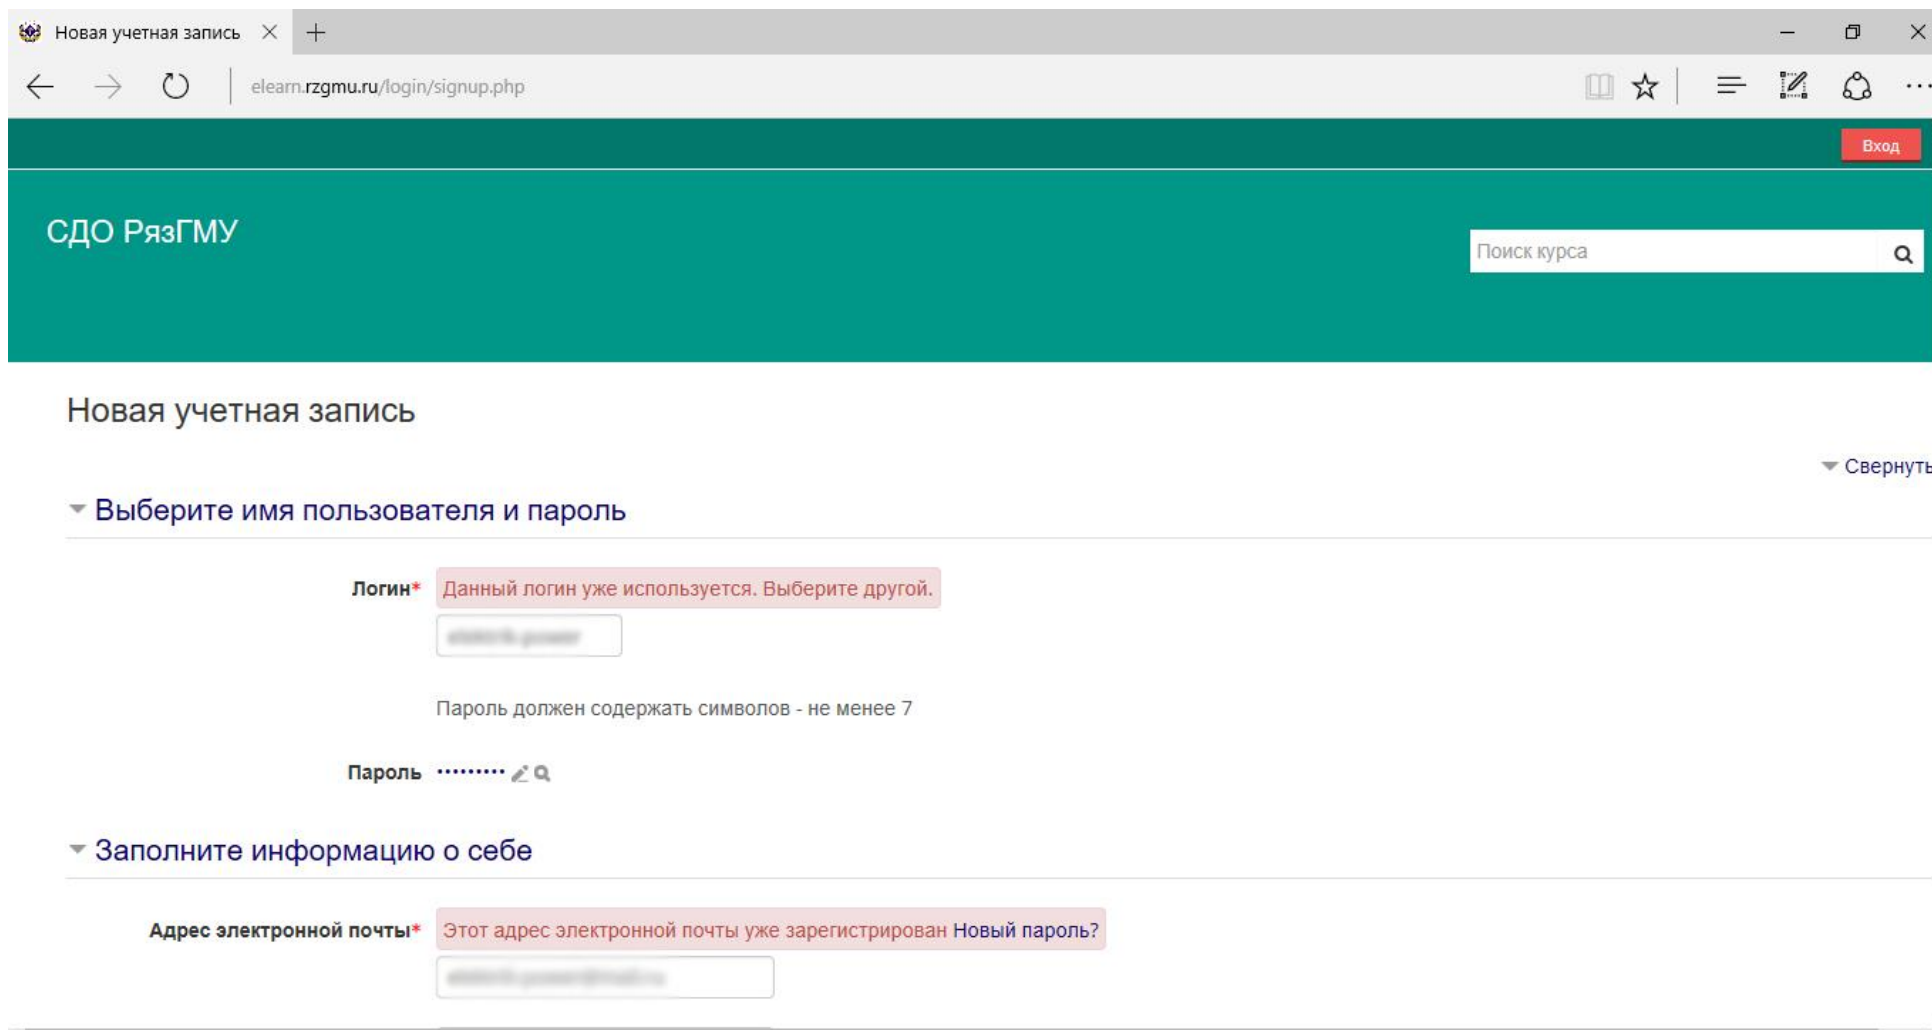 Новая учетная запись
elearn.rzgmu.ru/login/signup.php
Вход
СДО РязГМУ
Поиск курса
Новая учетная запись
Свернуть
Выберите имя пользователя и пароль
Логин* Данный логин уже используется. Выберите другой.
Пароль должен содержать символов - не менее 7
Пароль •••••••••
Заполните информацию о себе
Адрес электронной почты* Этот адрес электронной почты уже зарегистрирован Новый пароль?